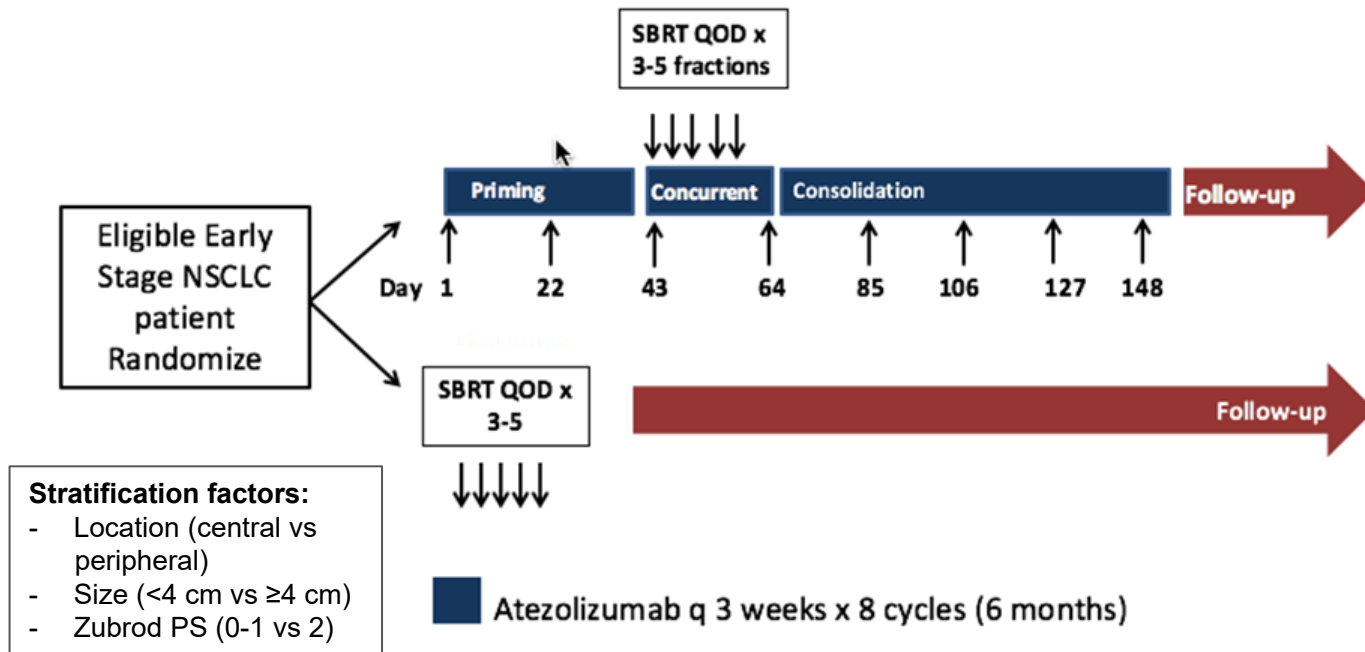 SBRT QOD x
3-5 fractions
Priming
Concurrent
Consolidation
Follow-up
Eligible Early
Stage NSCLC
patient
Randomize
Day 1 22 43 64 85 106 127 148
SBRT QOD x
3-5
Follow-up
Stratification factors:
- Location (central vs
peripheral)
- Size (<4 cm vs ≥4 cm)
- Zubrod PS (0-1 vs 2)
Atezolizumab q 3 weeks x 8 cycles (6 months)